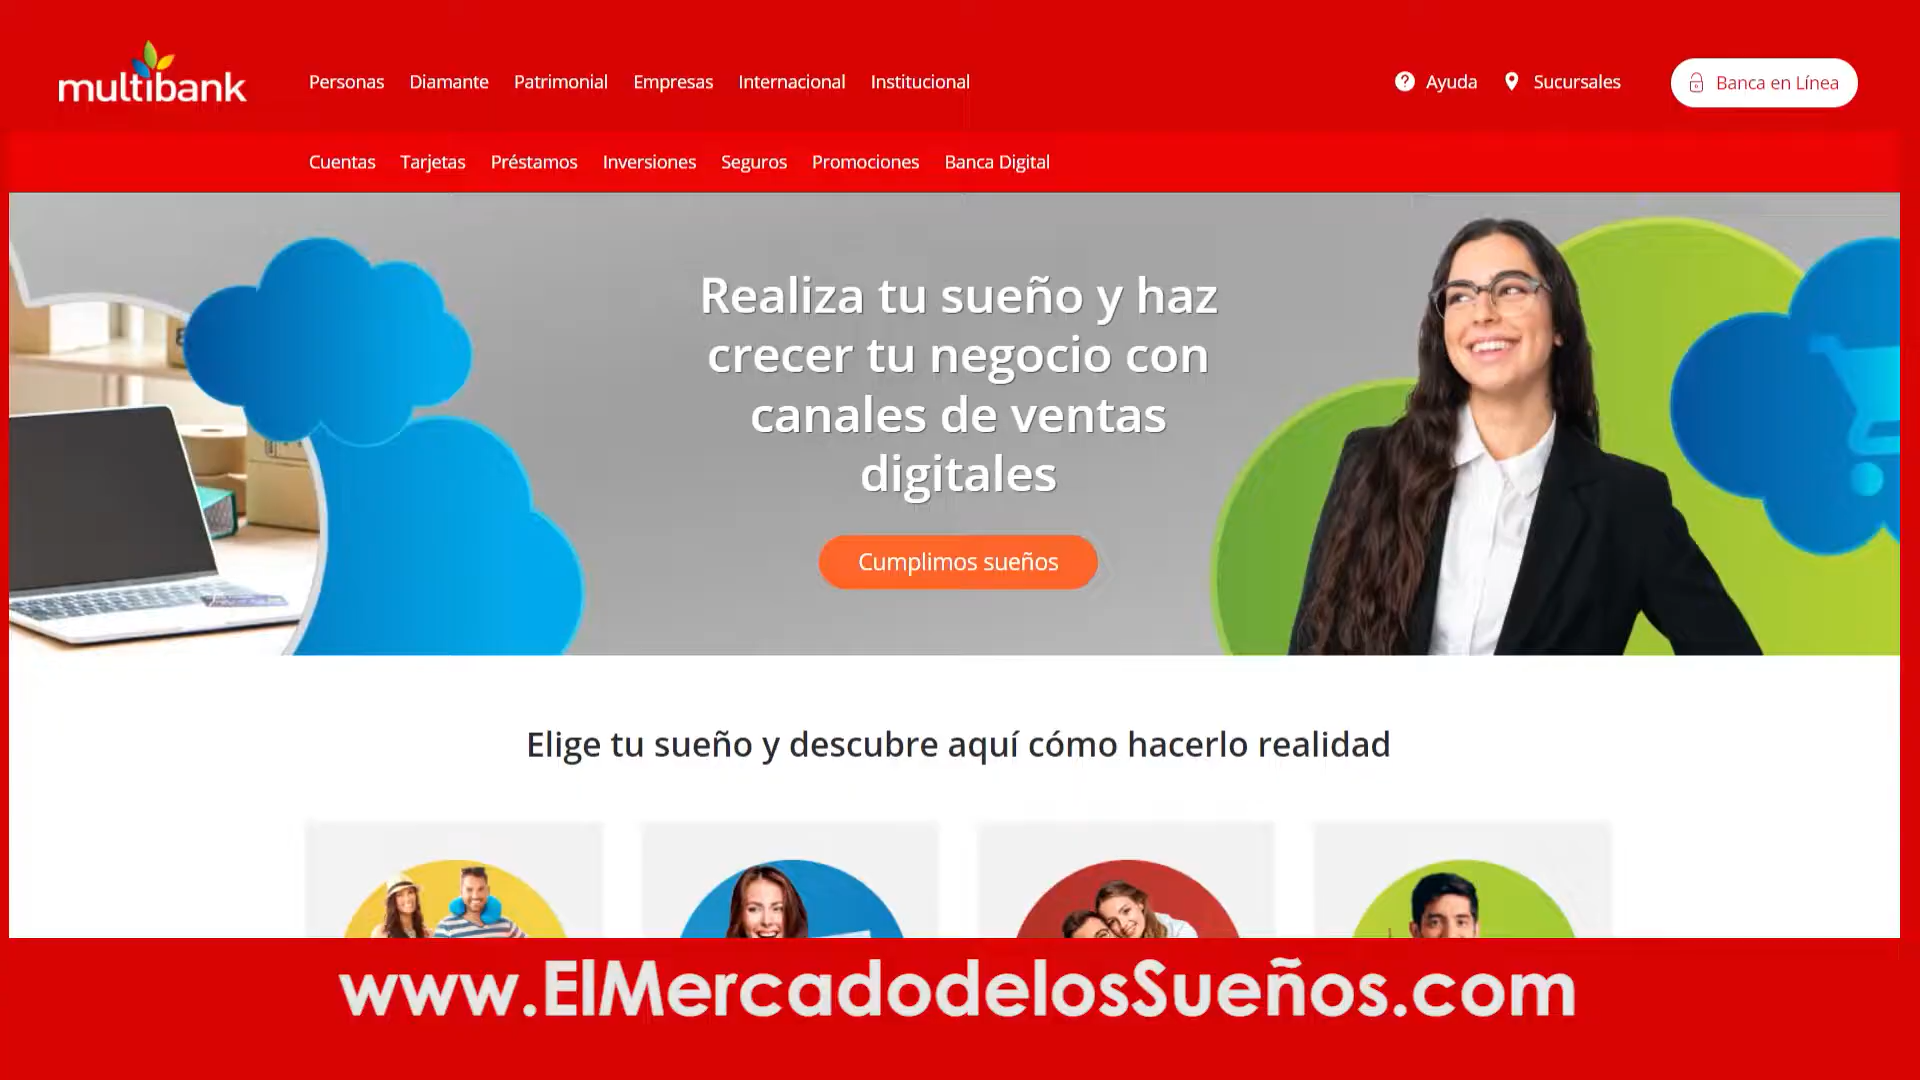 multibank
Personas Diamante Patrimonial Empresas Internacional Institucional
Ayuda Sucursales Banca en Línea
Cuentas Tarjetas Préstamos Inversiones Seguros Promociones Banca Digital
Realiza tu sueño y haz
crecer tu negocio con
canales de ventas
digitales
Cumplimos sueños
Elige tu sueño y descubre aquí cómo hacerlo realidad
www.ElMercadodelosSueños.com